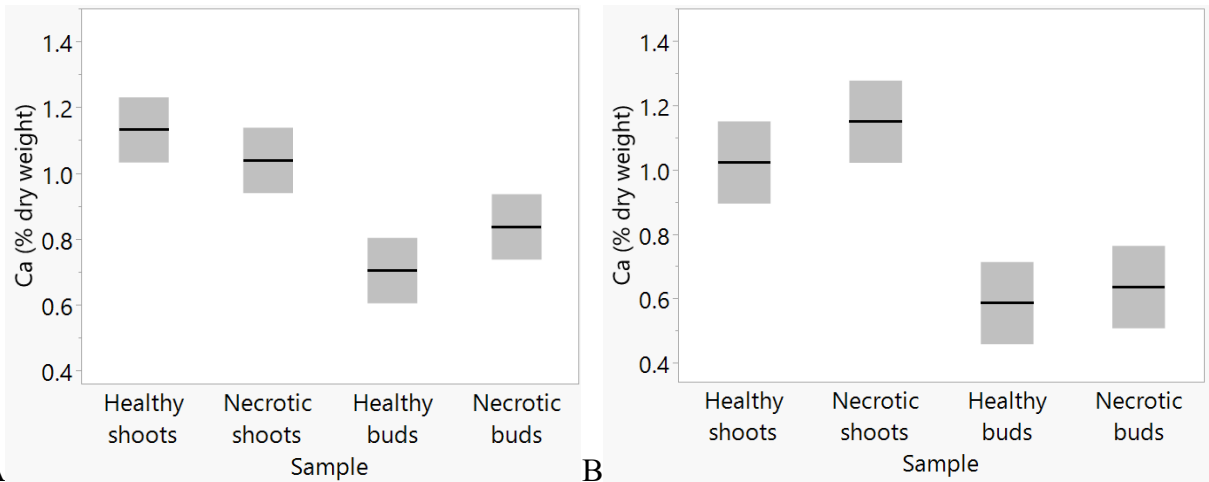 1.4
1.2
1.0
0.8
0.6
0.4
Ca (% dry weight)
Healthy shoots
Necrotic shoots
Healthy buds
Necrotic buds
Sample
B
1.4
1.2
1.0
0.8
0.6
0.4
Ca (% dry weight)
Healthy shoots
Necrotic shoots
Healthy buds
Necrotic buds
Sample